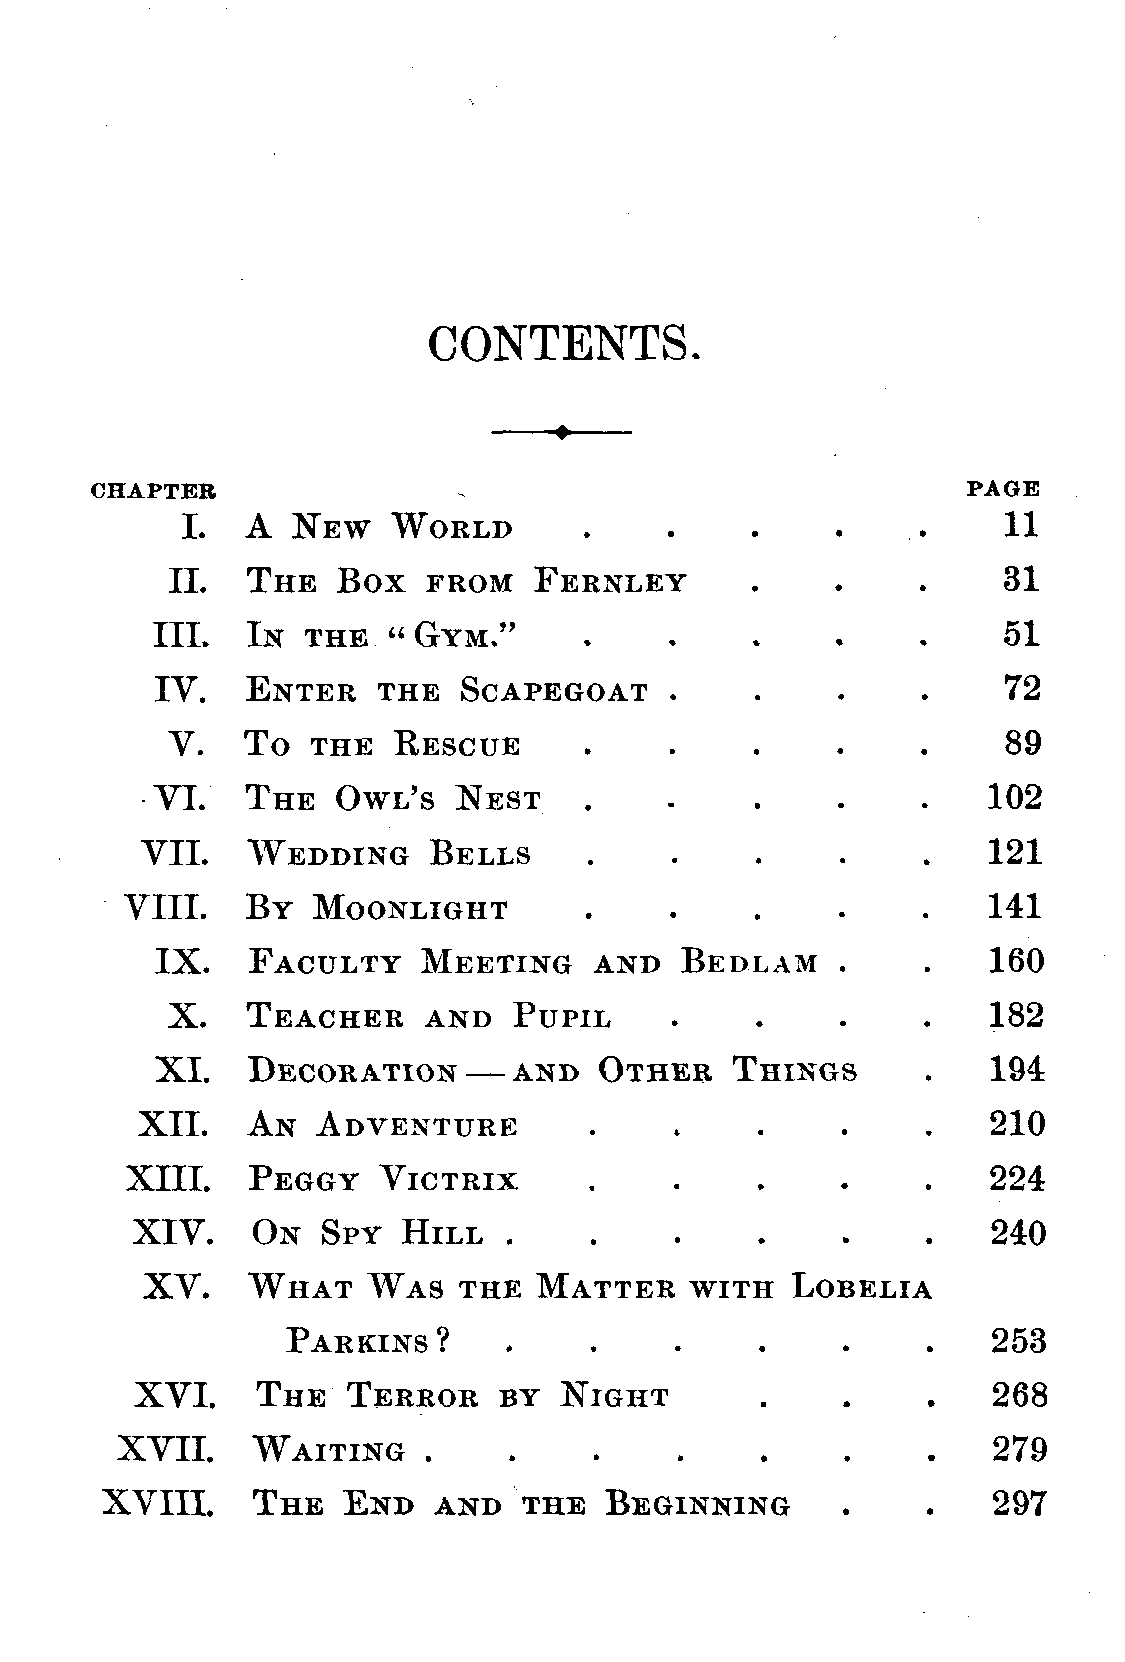 CONTENTS.
CHAPTER PAGE
I. A New World . . . . . 11
II. The Box from Fernley . . . 31
III. In the “Gym.” . . . . . 51
IV. Enter the Scapegoat . . . . 72
V. To the Rescue . . . . . 89
VI. The Owl’s Nest . . . . . 102
VII. Wedding Bells . . . . . 121
VIII. By Moonlight . . . . . 141
IX. Faculty Meeting and Bedlam . . 160
X. Teacher and Pupil . . . . 182
XI. Decoration — and Other Things . 194
XII. An Adventure . . . . . 210
XIII. Peggy Victrix . . . . . 224
XIV. On Spy Hill . . . . . . 240
XV. What Was the Matter with Lobelia
Parkins? . . . . . . 253
XVI. The Terror by Night . . . 268
XVII. Waiting . . . . . . . 279
XVIII. The End and the Beginning . . 297